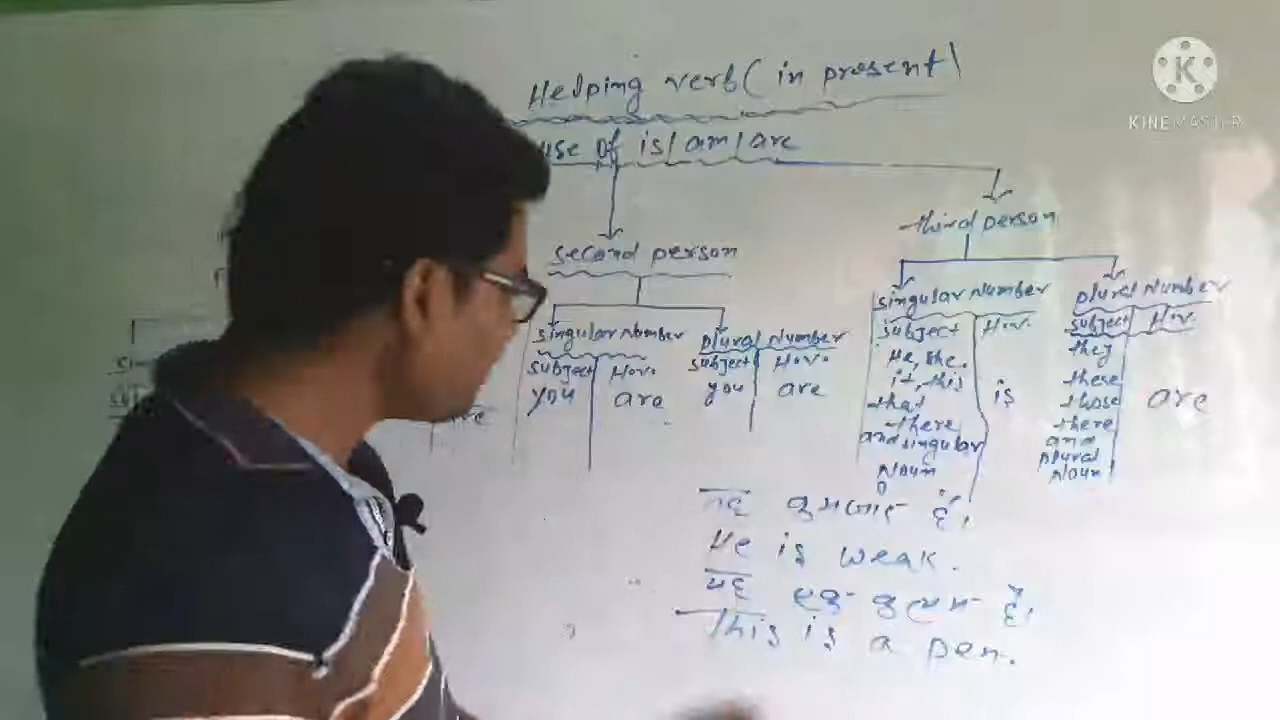 Helping verb (in present)
use of is/am/are
second person
third person
singular Number
plural Number
subject H.v.
subject H.v.
you are
you are
singular Number
plural Number
subject H.v.
subject H.v.
He, she.
it, this
that
there
and singular
Noun
is
they
these
those
there
and
plural
Noun
are
वह कमजोर है।
He is weak.
यह एक कलम है।
This is a pen.
KINEMASTER